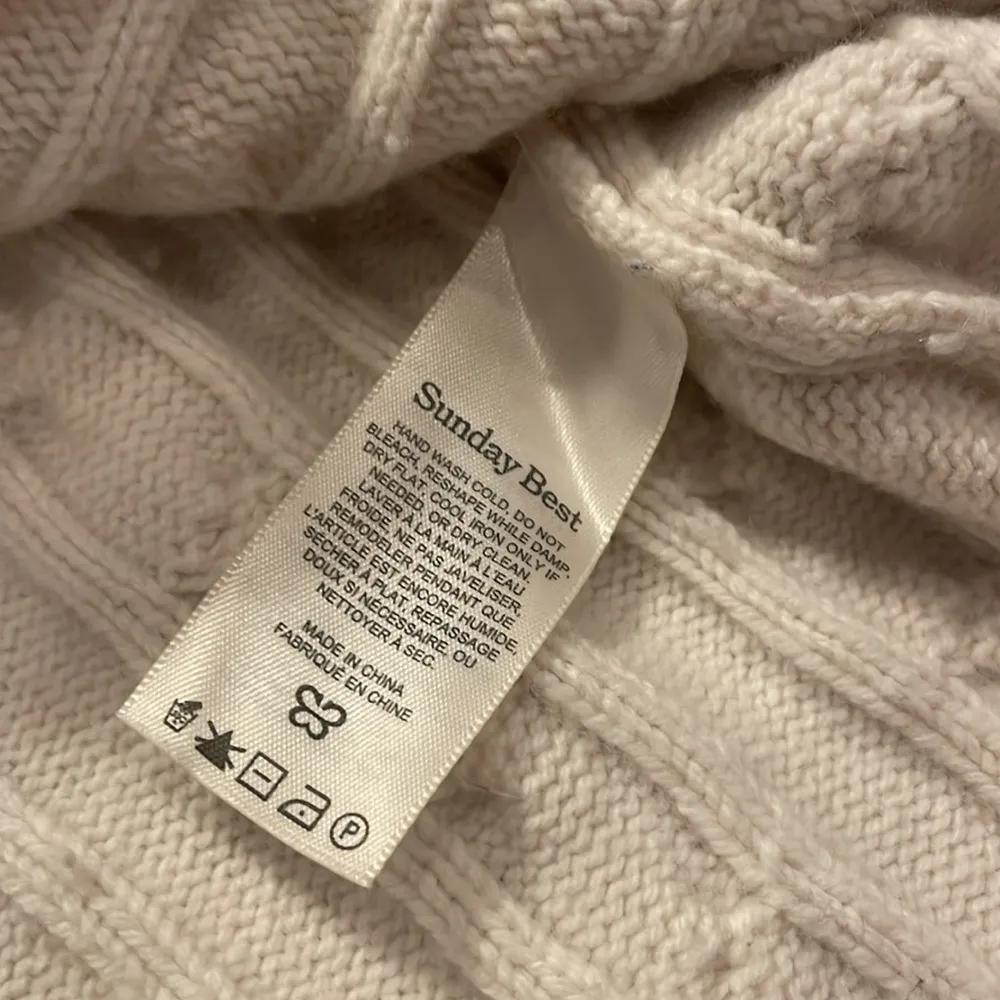 Sunday Best
HAND WASH COLD, DO NOT
BLEACH, RESHAPE WHILE DAMP,
DRY FLAT, COOL IRON ONLY IF
NEEDED, OR DRY CLEAN.
LAVER À LA MAIN À L'EAU
FROIDE, NE PAS JAVELISER,
REMODELER PENDANT QUE
L'ARTICLE EST ENCORE HUMIDE,
SÉCHER À PLAT, REPASSAGE
DOUX SI NÉCESSAIRE, OU
NETTOYER À SEC.
MADE IN CHINA
FABRIQUÉ EN CHINE
P